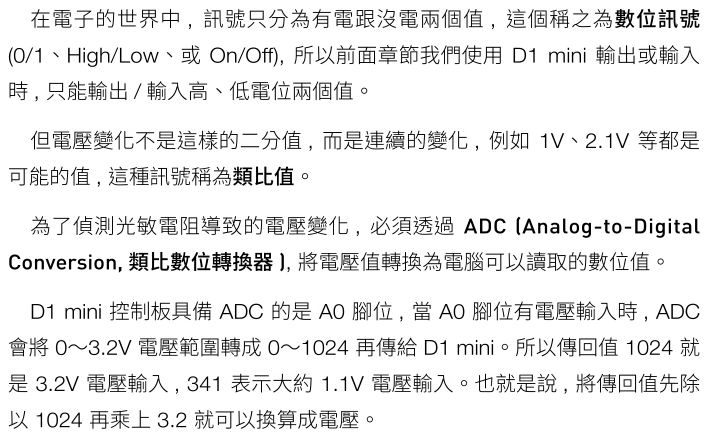 在電子的世界中，訊號只分為有電跟沒電兩個值，這個稱之為數位訊號
(0/1、High/Low、或 On/Off), 所以前面章節我們使用 D1 mini 輸出或輸入
時，只能輸出 / 輸入高、低電位兩個值。
但電壓變化不是這樣的二分值，而是連續的變化，例如 1V、2.1V 等都是
可能的值，這種訊號稱為類比值。
為了偵測光敏電阻導致的電壓變化，必須透過 ADC (Analog-to-Digital
Conversion, 類比數位轉換器 ), 將電壓值轉換為電腦可以讀取的數位值。
D1 mini 控制板具備 ADC 的是 A0 腳位，當 A0 腳位有電壓輸入時，ADC
會將 0～3.2V 電壓範圍轉成 0～1024 再傳給 D1 mini。所以傳回值 1024 就
是 3.2V 電壓輸入，341 表示大約 1.1V 電壓輸入。也就是說，將傳回值先除
以 1024 再乘上 3.2 就可以換算成電壓。